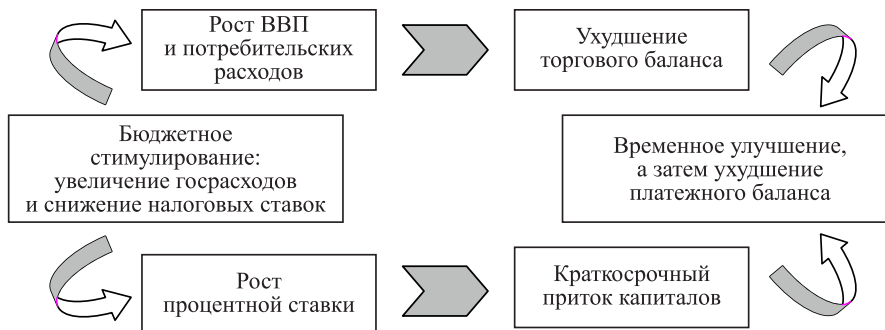 Рост ВВП
и потребительских
расходов
Ухудшение
торгового баланса
Бюджетное
стимулирование:
увеличение госрасходов
и снижение налоговых ставок
Временное улучшение,
а затем ухудшение
платежного баланса
Рост
процентной ставки
Краткосрочный
приток капиталов